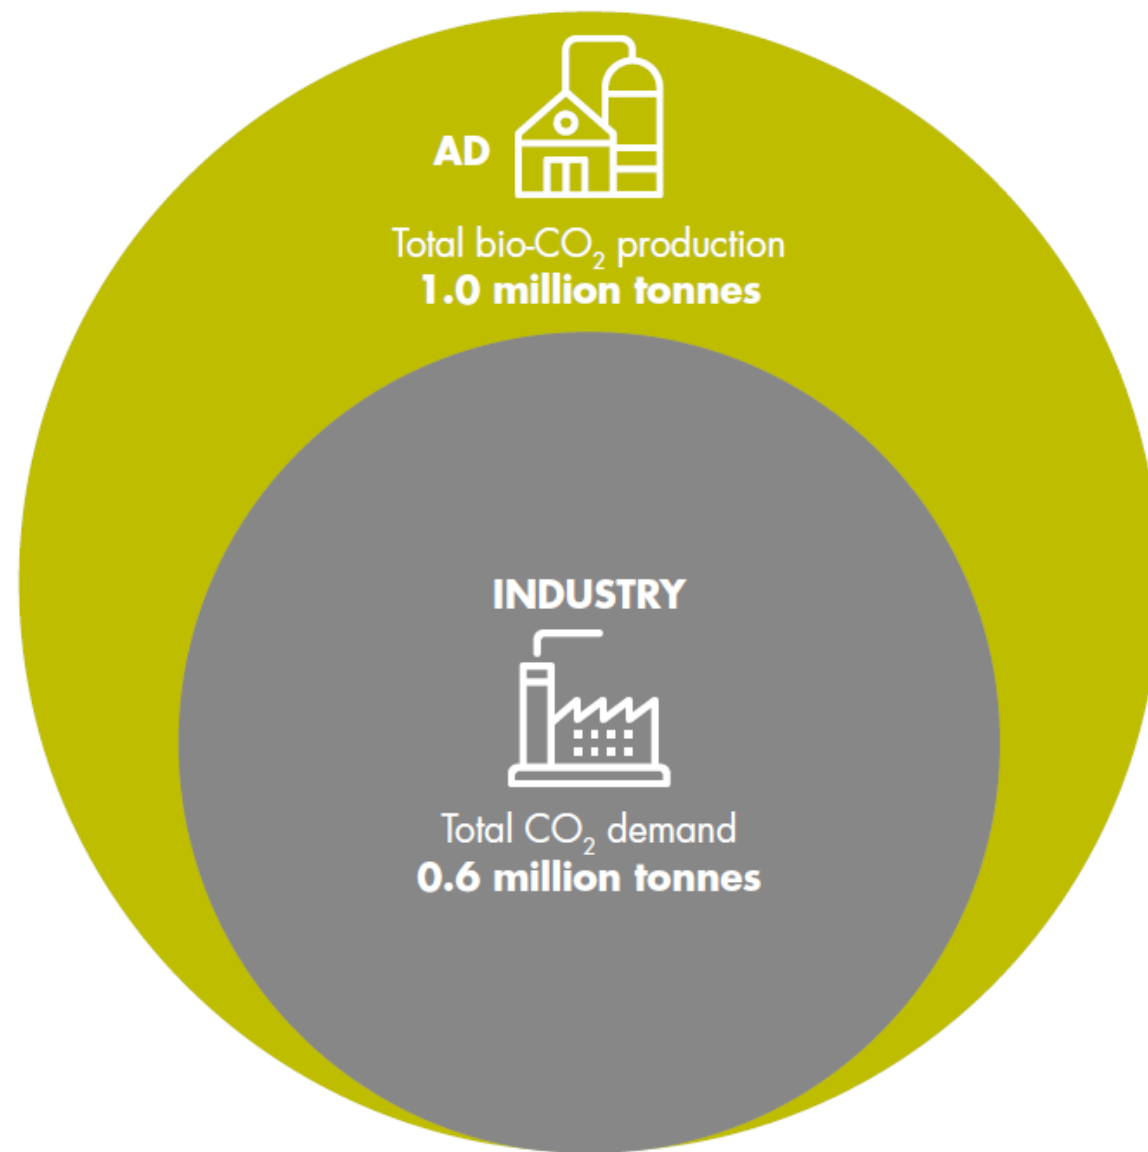 AD
Total bio-CO₂ production
1.0 million tonnes
INDUSTRY
Total CO₂ demand
0.6 million tonnes